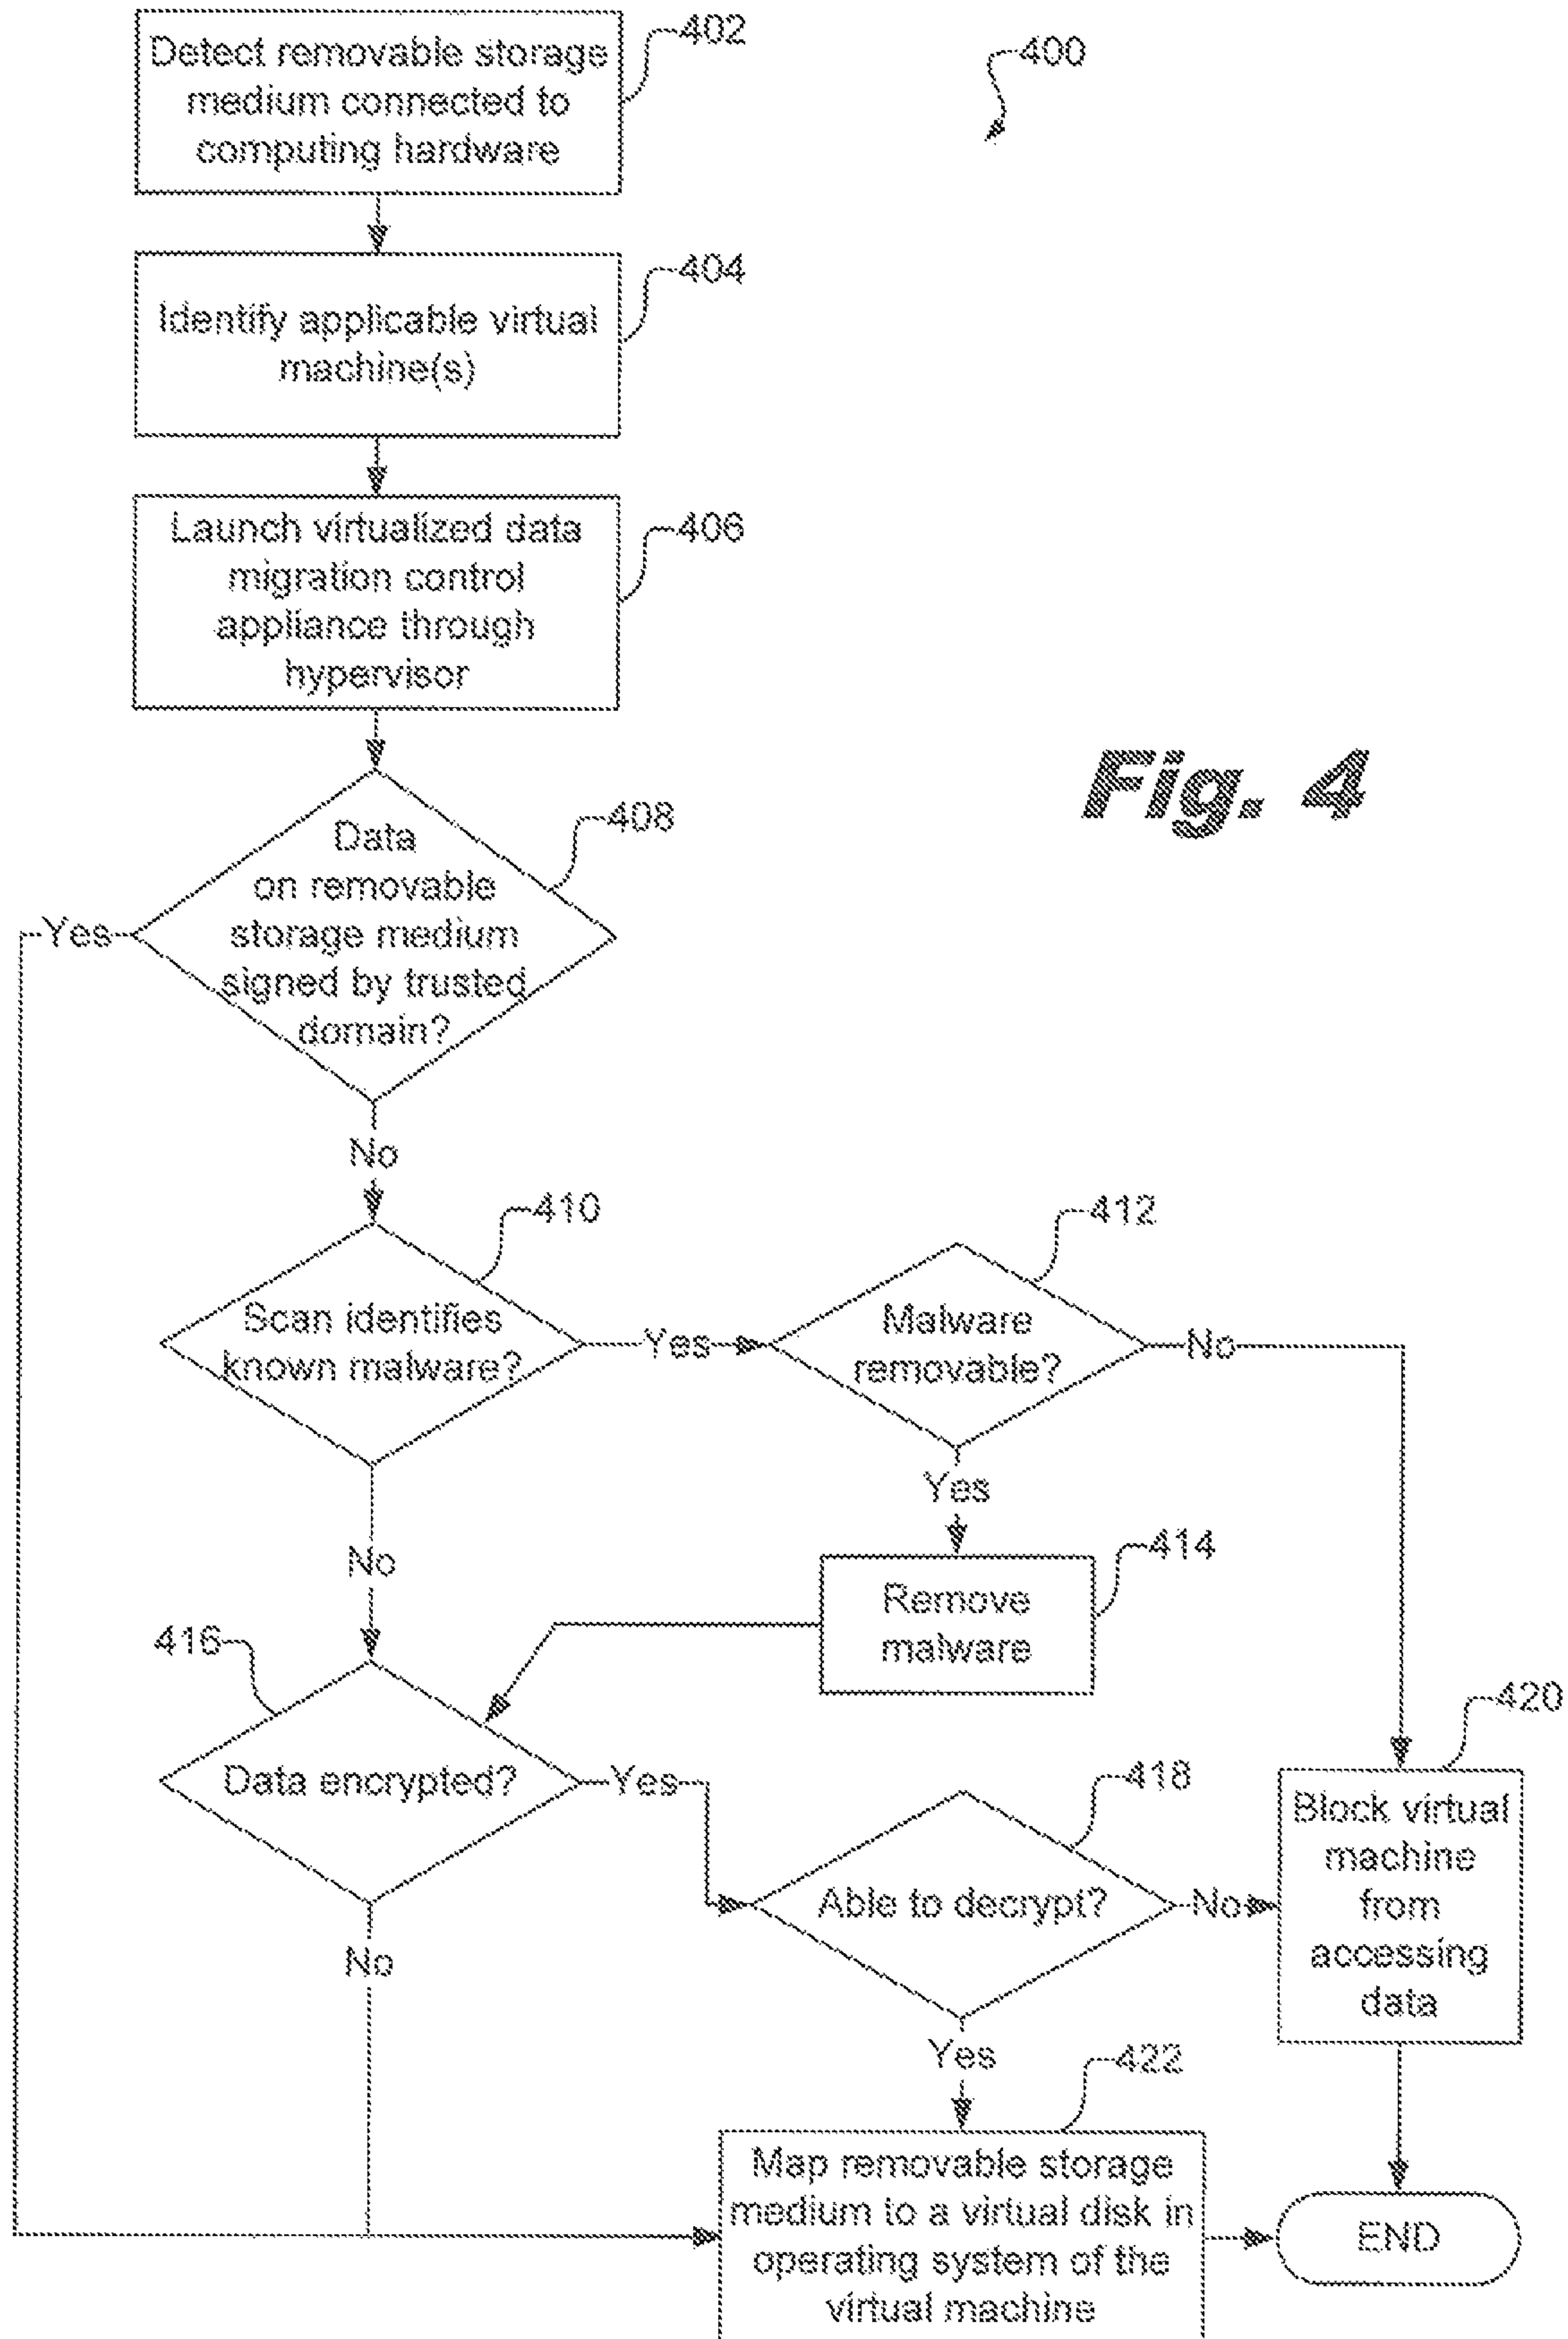 Detect removable storage
medium connected to
computing hardware
402
400
Identify applicable virtual
machine(s)
404
Launch virtualized data
migration control
appliance through
hypervisor
406
Fig. 4
Data
on removable
storage medium
signed by trusted
domain?
408
Yes
No
Scan identifies
known malware?
410
Yes
Malware
removable?
412
No
Yes
No
Remove
malware
414
416
Data encrypted?
Yes
Able to decrypt?
418
No
Block virtual
machine
from
accessing
data
420
No
Yes
Map removable storage
medium to a virtual disk in
operating system of the
virtual machine
422
END